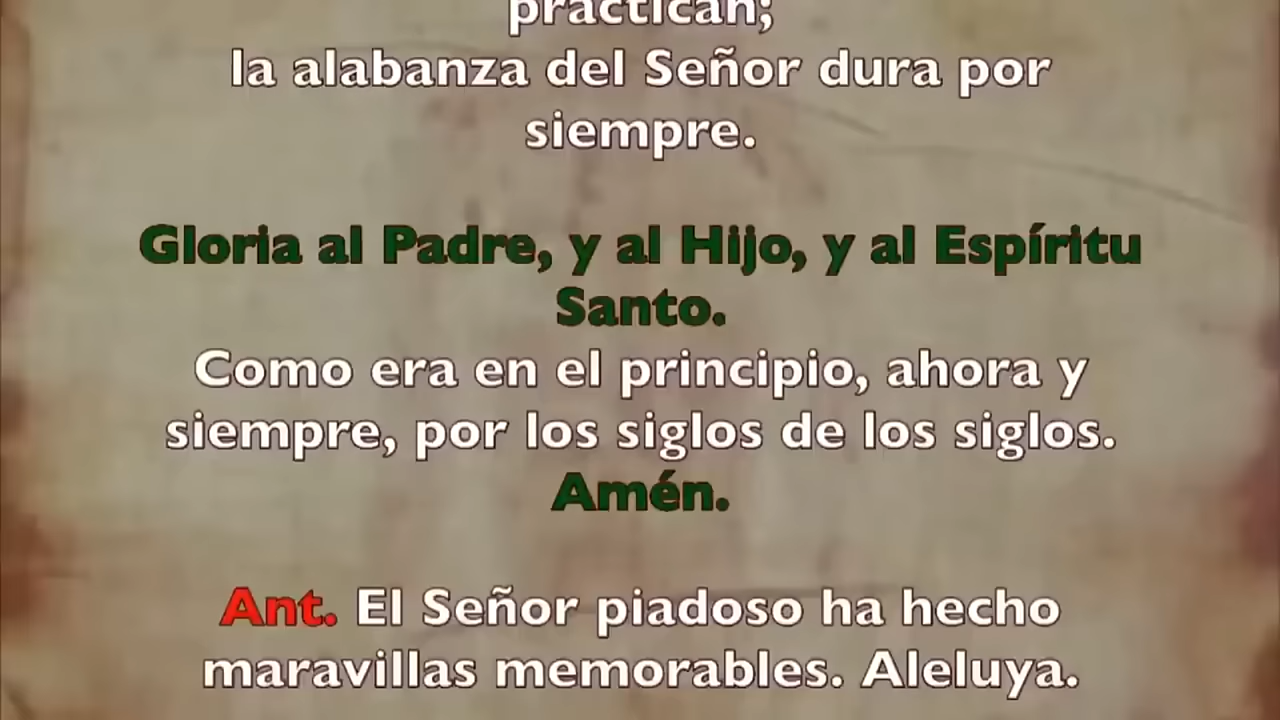 practican;
la alabanza del Señor dura por
siempre.
Gloria al Padre, y al Hijo, y al Espíritu
Santo.
Como era en el principio, ahora y
siempre, por los siglos de los siglos.
Amén.
Ant. El Señor piadoso ha hecho
maravillas memorables. Aleluya.